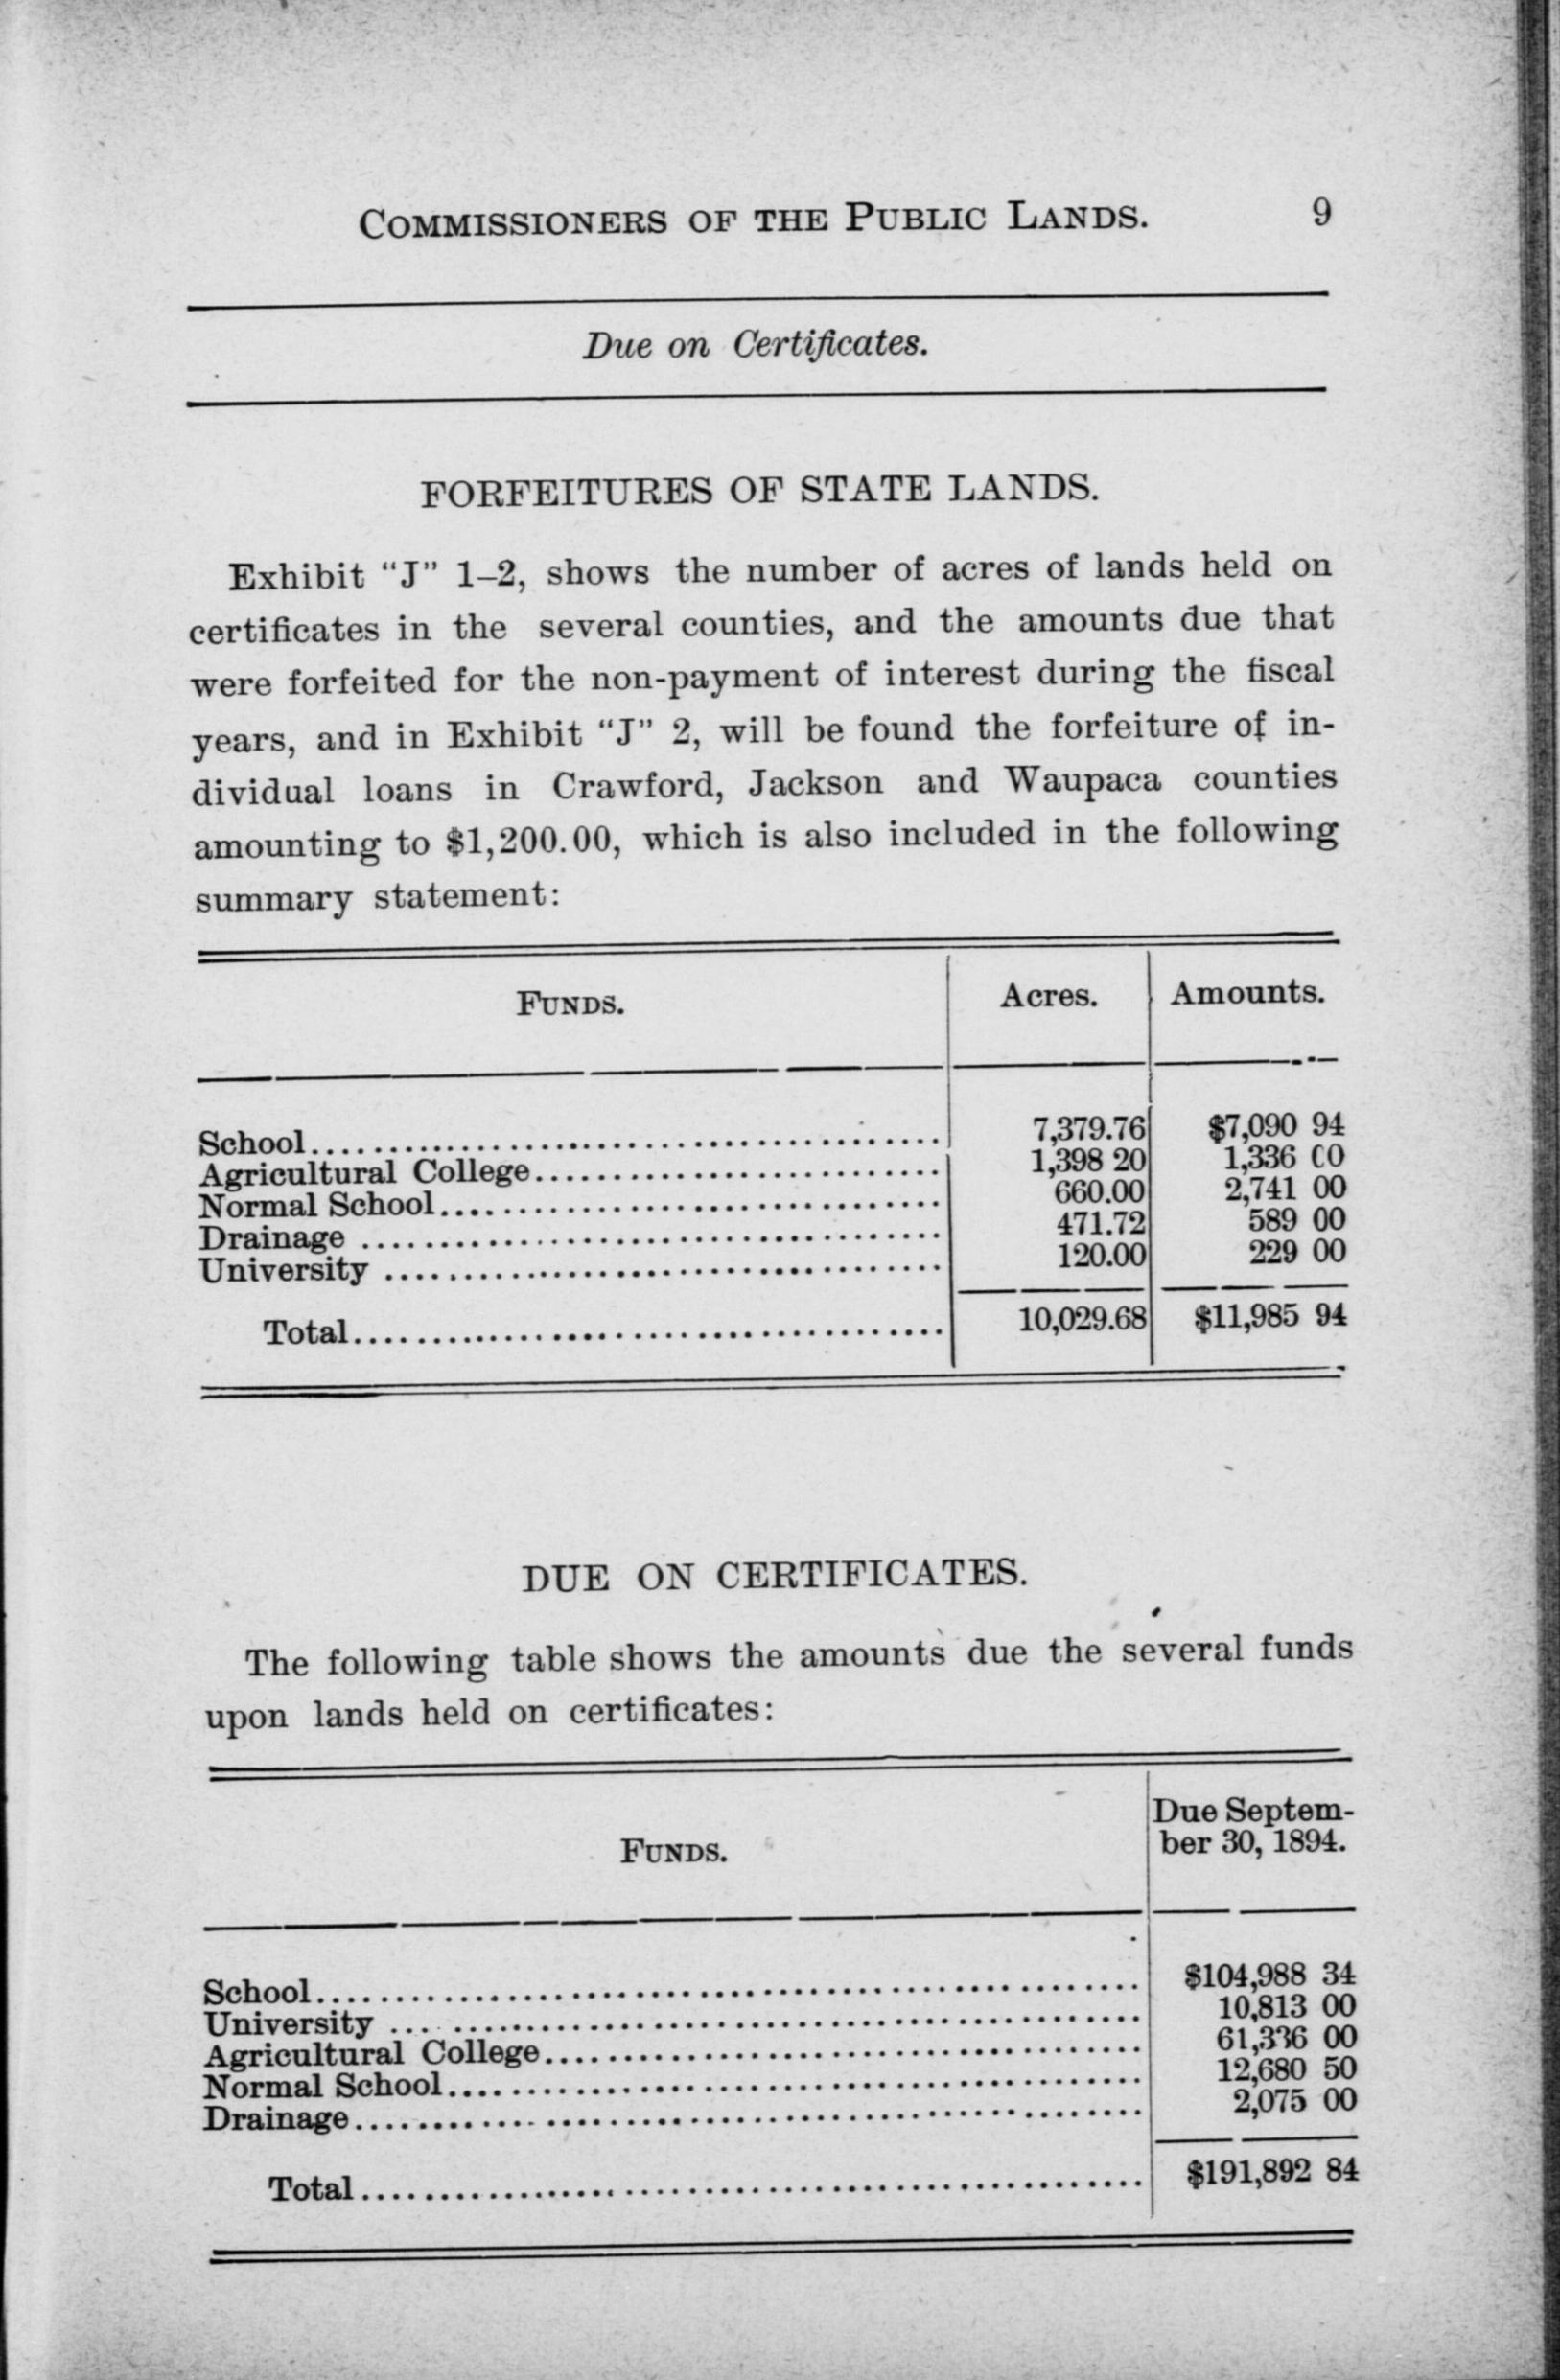 COMMISSIONERS OF THE PUBLIC LANDS. 9
Due on Certificates.
FORFEITURES OF STATE LANDS.
Exhibit “J” 1–2, shows the number of acres of lands held on
certificates in the several counties, and the amounts due that
were forfeited for the non-payment of interest during the fiscal
years, and in Exhibit “J” 2, will be found the forfeiture of in-
dividual loans in Crawford, Jackson and Waupaca counties
amounting to $1,200.00, which is also included in the following
summary statement:
FUNDS. Acres. Amounts.
School.......... 7,379.76 $7,090 94
Agricultural College.......... 1,398 20 1,336 00
Normal School.......... 660.00 2,741 00
Drainage .......... 471.72 589 00
University .......... 120.00 229 00
Total.......... 10,029.68 $11,985 94
DUE ON CERTIFICATES.
The following table shows the amounts due the several funds
upon lands held on certificates:
FUNDS. Due Septem-
ber 30, 1894.
School.......... $104,988 34
University .......... 10,813 00
Agricultural College.......... 61,336 00
Normal School.......... 12,680 50
Drainage.......... 2,075 00
Total.......... $191,892 84